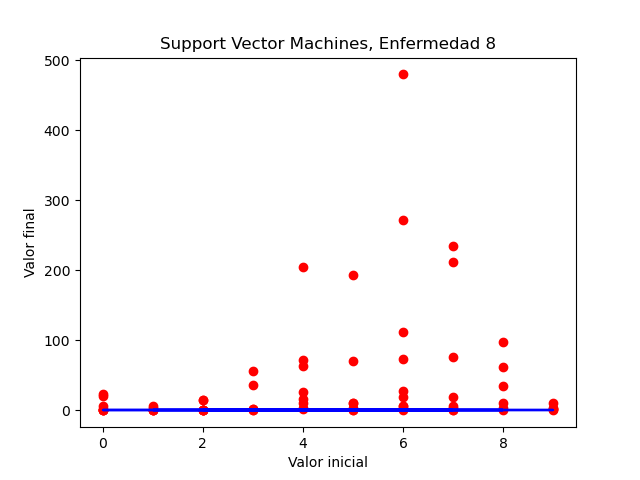 Support Vector Machines, Enfermedad 8
500
400
300
200
100
0
Valor final
0 2 4 6 8
Valor inicial